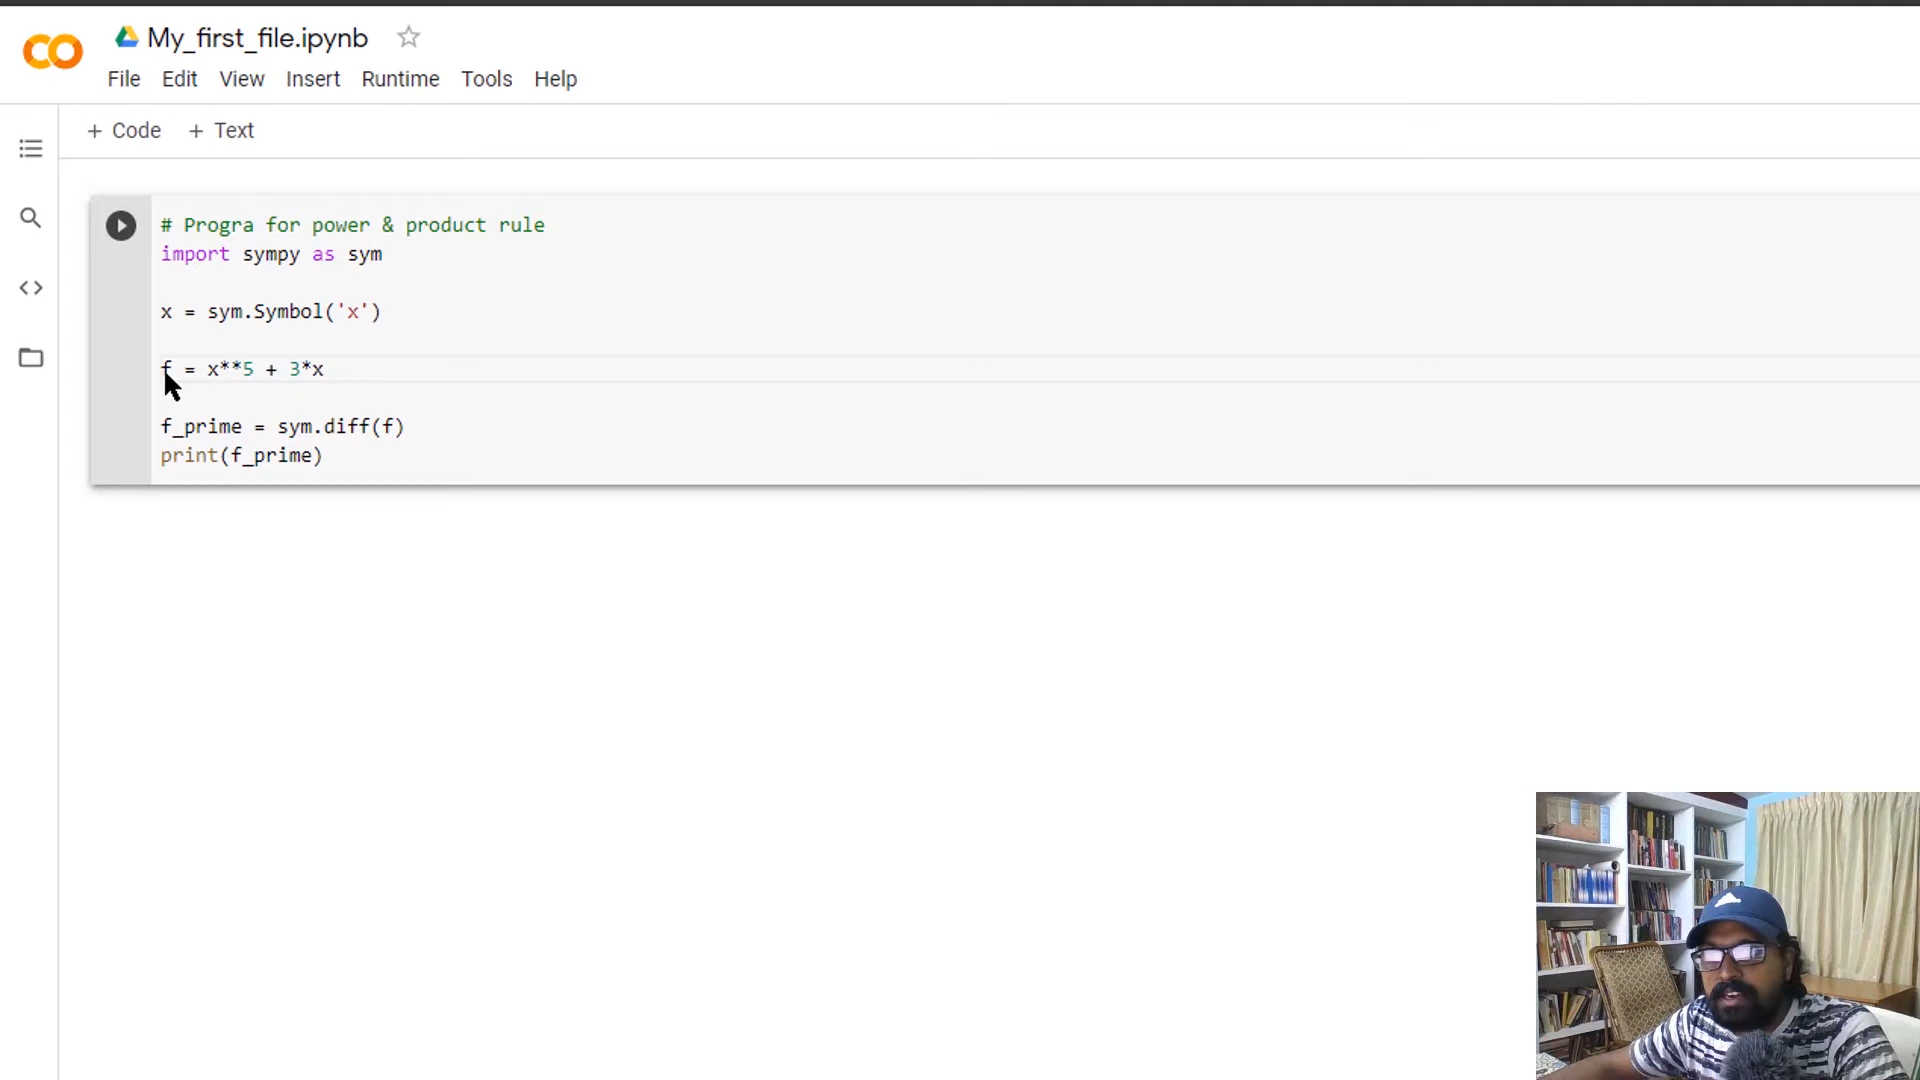 My_first_file.ipynb
File Edit View Insert Runtime Tools Help
+ Code + Text
# Progra for power & product rule
import sympy as sym
x = sym.Symbol('x')
f = x**5 + 3*x
f_prime = sym.diff(f)
print(f_prime)